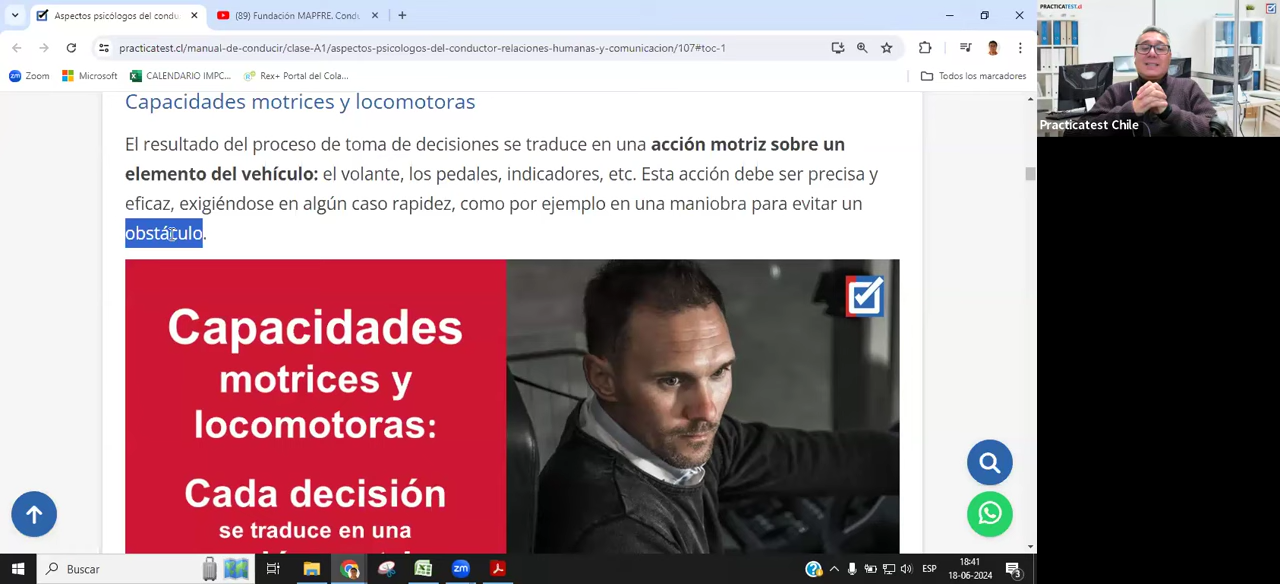 Aspectos psicólogos del condu
(89) Fundación MAPFRE. Condu
practicatest.cl/manual-de-conducir/clase-A1/aspectos-psicologos-del-conductor-relaciones-humanas-y-comunicacion/107#toc-1
Zoom
Microsoft
CALENDARIO IMPC...
Rex+ Portal del Cola...
Todos los marcadores
PRACTICATEST.cl
Practicatest Chile
Capacidades motrices y locomotoras
El resultado del proceso de toma de decisiones se traduce en una acción motriz sobre un
elemento del vehículo: el volante, los pedales, indicadores, etc. Esta acción debe ser precisa y
eficaz, exigiéndose en algún caso rapidez, como por ejemplo en una maniobra para evitar un
obstáculo.
Capacidades
motrices y
locomotoras:
Cada decisión
se traduce en una
Buscar
ESP
18:41
18-06-2024
3